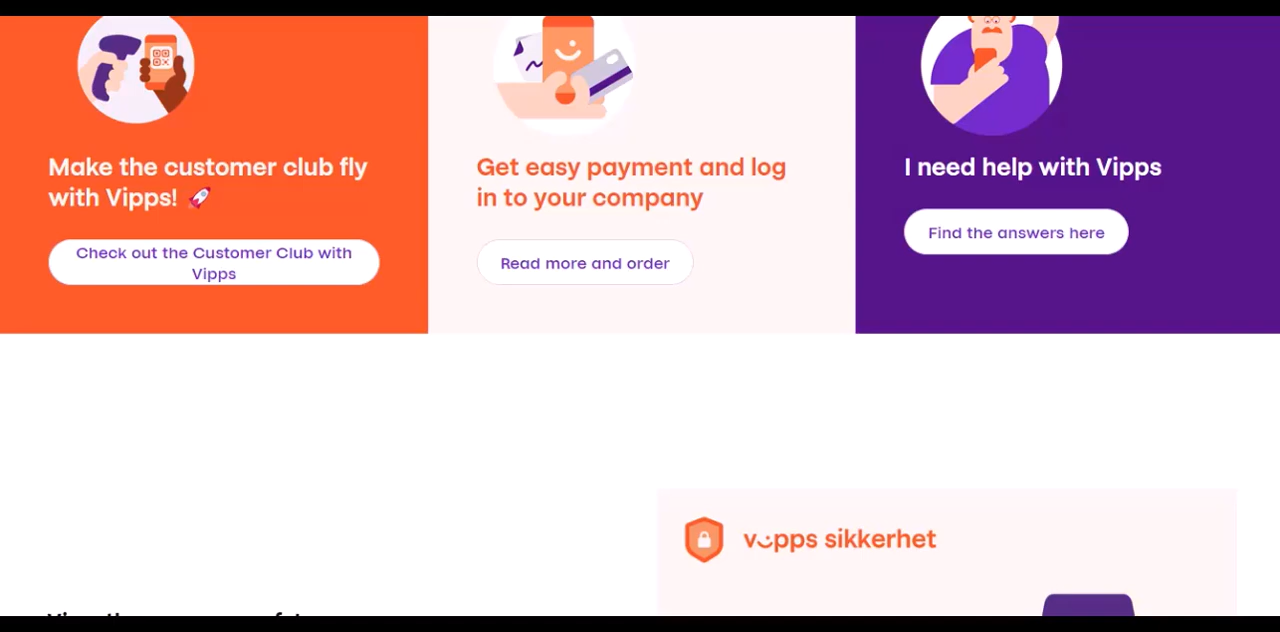 Make the customer club fly
with Vipps! 🚀
Check out the Customer Club with
Vipps
Get easy payment and log
in to your company
Read more and order
I need help with Vipps
Find the answers here
vipps sikkerhet